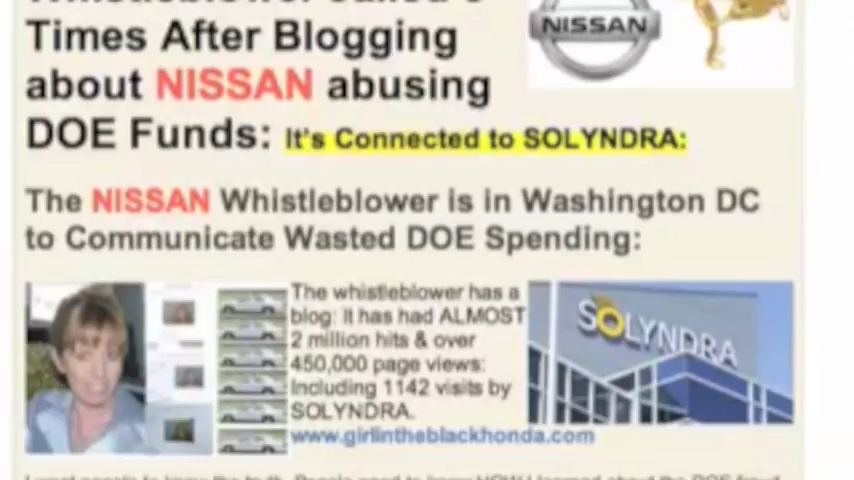 Times After Blogging
about NISSAN abusing
DOE Funds: It's Connected to SOLYNDRA:
NISSAN
The NISSAN Whistleblower is in Washington DC
to Communicate Wasted DOE Spending:
The whistleblower has a
blog: It has had ALMOST
2 million hits & over
450,000 page views:
Including 1142 visits by
SOLYNDRA.
www.girlintheblackhonda.com
SOLYNDRA